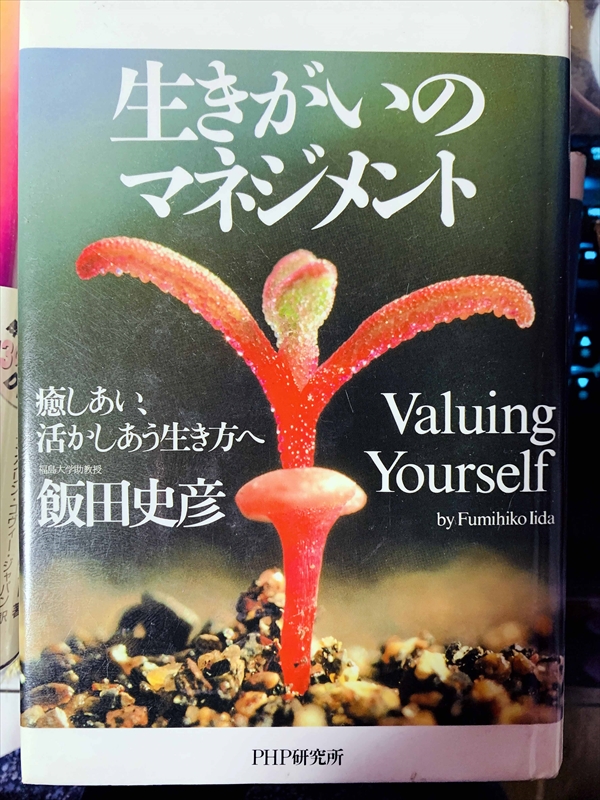 生きがいの
マネジメント
癒しあい、
活かしあう生き方へ
福島大学助教授
飯田史彦
Valuing
Yourself
by Fumihiko Iida
PHP研究所